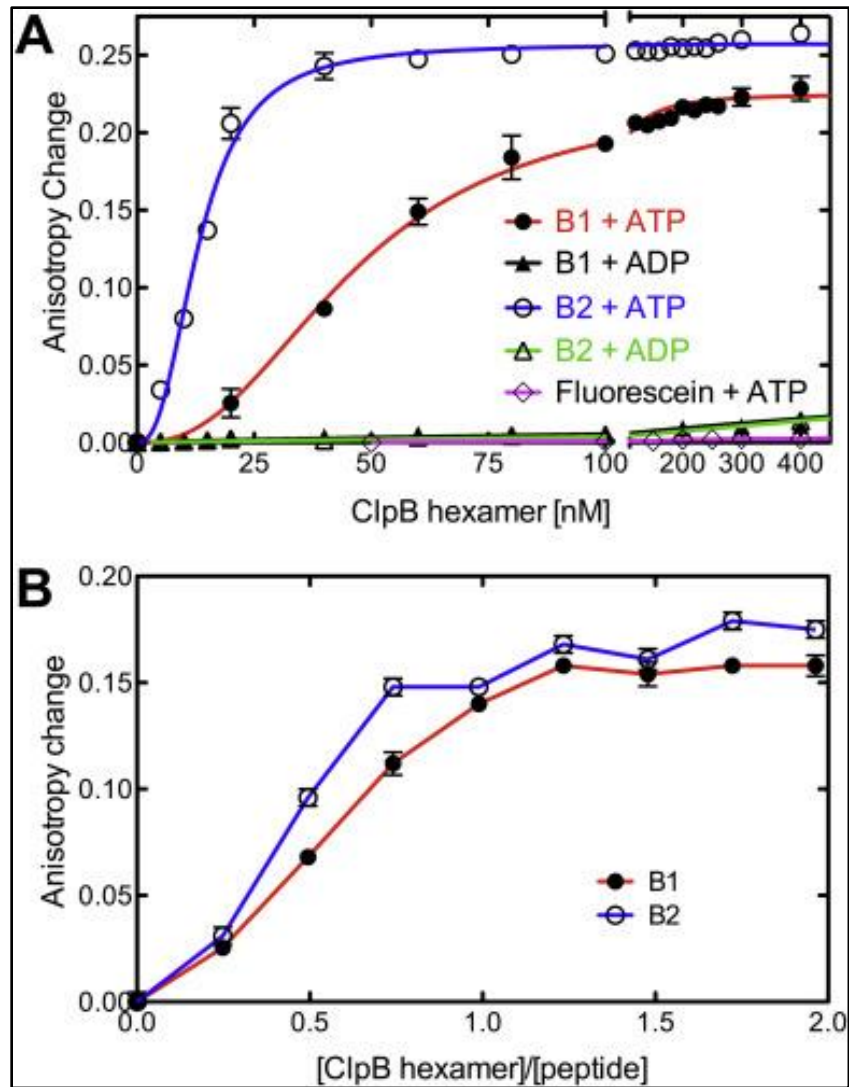 A
0.25
0.20
0.15
0.10
0.05
0.00
Anisotropy Change
B1 + ATP
B1 + ADP
B2 + ATP
B2 + ADP
Fluorescein + ATP
0 25 50 75 100 200 300 400
ClpB hexamer [nM]
B
0.20
0.15
0.10
0.05
0.00
Anisotropy change
B1
B2
0.0 0.5 1.0 1.5 2.0
[ClpB hexamer]/[peptide]